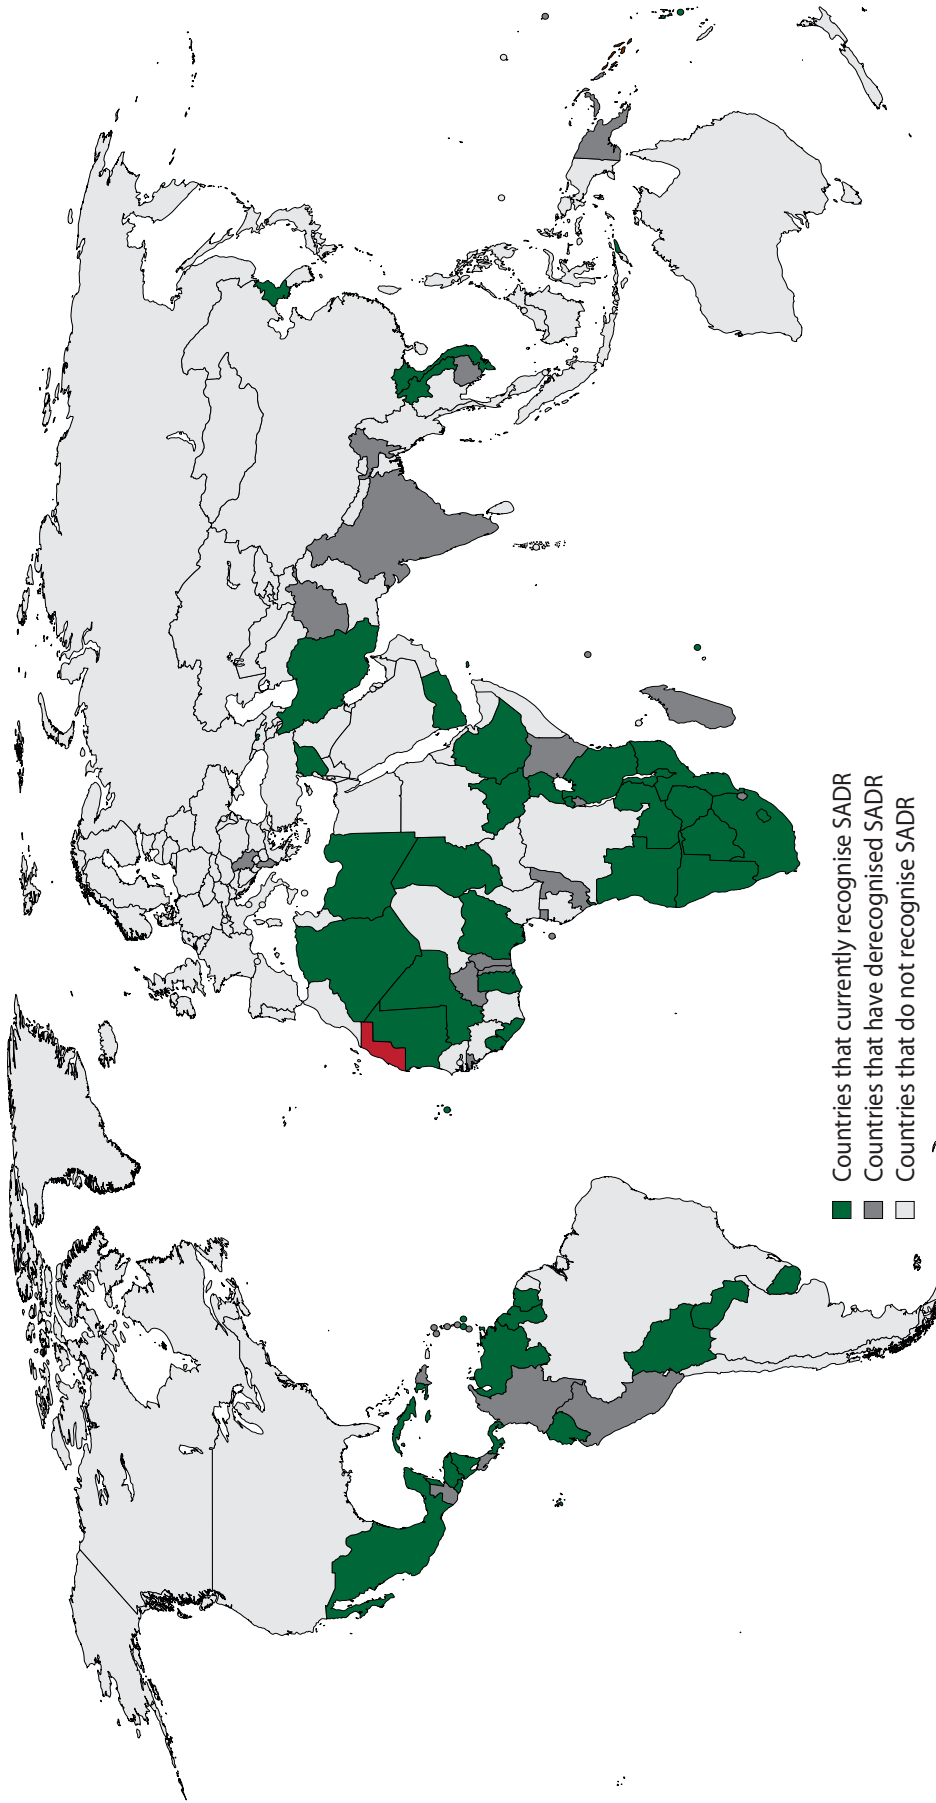 Countries that currently recognise SADR
Countries that have derecognised SADR
Countries that do not recognise SADR